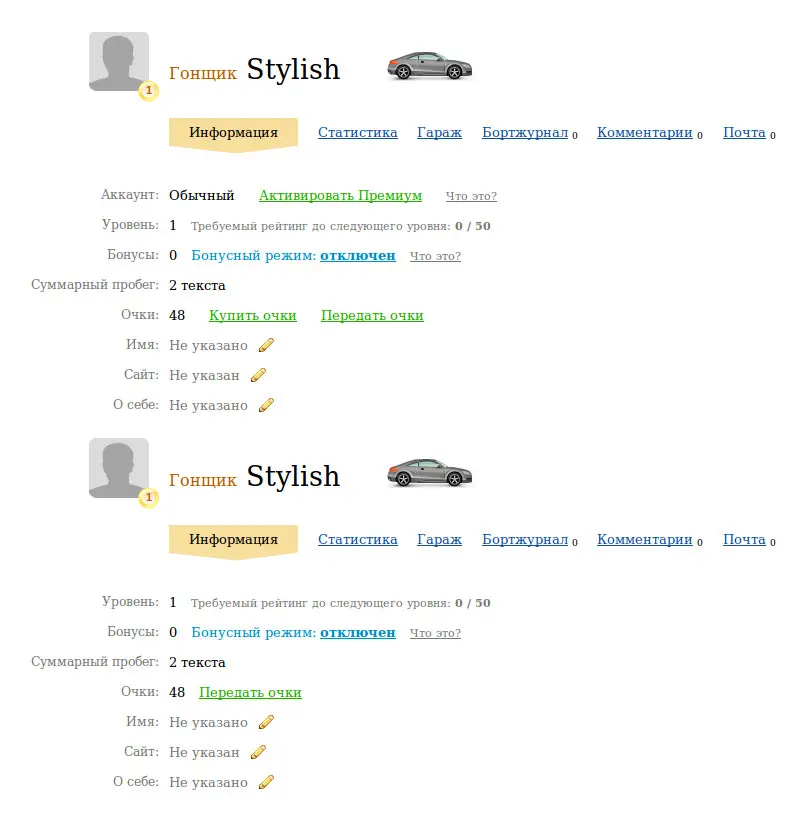 Гонщик Stylish
1
Информация Статистика Гараж Бортжурнал 0 Комментарии 0 Почта 0
Аккаунт: Обычный Активировать Премиум Что это?
Уровень: 1 Требуемый рейтинг до следующего уровня: 0 / 50
Бонусы: 0 Бонусный режим: отключен Что это?
Суммарный пробег: 2 текста
Очки: 48 Купить очки Передать очки
Имя: Не указано
Сайт: Не указан
О себе: Не указано
Гонщик Stylish
1
Информация Статистика Гараж Бортжурнал 0 Комментарии 0 Почта 0
Уровень: 1 Требуемый рейтинг до следующего уровня: 0 / 50
Бонусы: 0 Бонусный режим: отключен Что это?
Суммарный пробег: 2 текста
Очки: 48 Передать очки
Имя: Не указано
Сайт: Не указан
О себе: Не указано